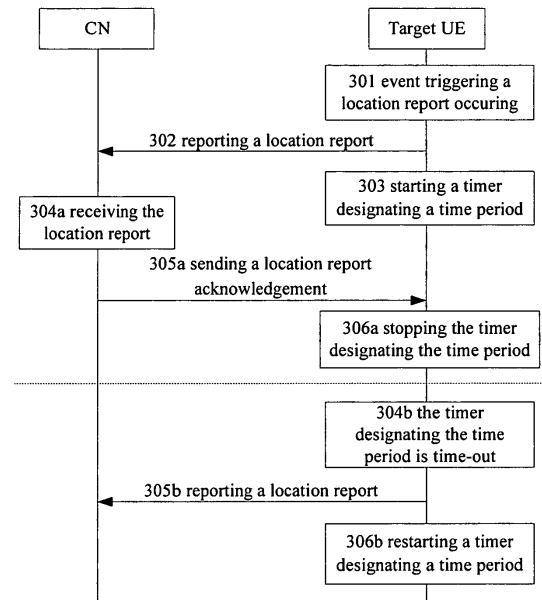 CN
Target UE
301 event triggering a
location report occuring
302 reporting a location report
303 starting a timer
designating a time period
304a receiving the
location report
305a sending a location report
acknowledgement
306a stopping the timer
designating the time period
304b the timer
designating the time
period is time-out
305b reporting a location report
306b restarting a timer
designating a time period